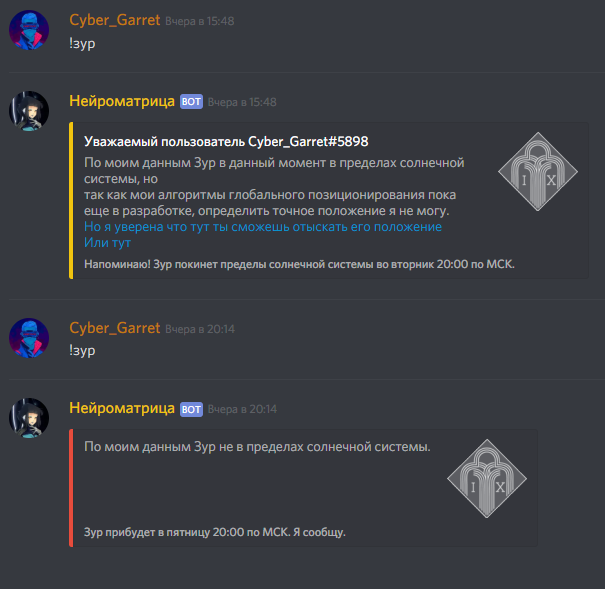 Cyber_Garret Вчера в 15:48
!зур
Нейроматрица BOT Вчера в 15:48
Уважаемый пользователь Cyber_Garret#5898
По моим данным Зур в данный момент в пределах солнечной
системы, но
так как мои алгоритмы глобального позиционирования пока
еще в разработке, определить точное положение я не могу.
Но я уверена что тут ты сможешь отыскать его положение
Или тут
Напоминаю! Зур покинет пределы солнечной системы во вторник 20:00 по МСК.
I X
Cyber_Garret Вчера в 20:14
!зур
Нейроматрица BOT Вчера в 20:14
По моим данным Зур не в пределах солнечной системы.
I X
Зур прибудет в пятницу 20:00 по МСК. Я сообщу.